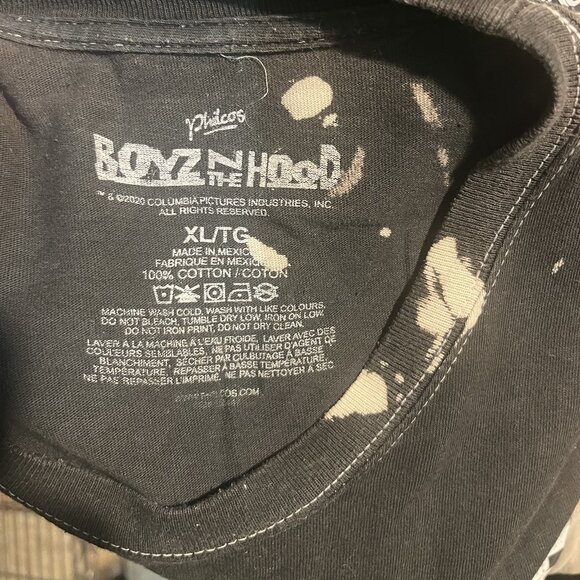 Philcos
BOYZ N THE HOOD
™ & ©2020 COLUMBIA PICTURES INDUSTRIES, INC.
ALL RIGHTS RESERVED.
XL/TG
MADE IN MEXICO
FABRIQUE EN MEXIQUE
100% COTTON / COTON
MACHINE WASH COLD. WASH WITH LIKE COLOURS.
DO NOT BLEACH, TUMBLE DRY LOW, IRON ON LOW.
DO NOT IRON PRINT, DO NOT DRY CLEAN.
LAVER À LA MACHINE À L'EAU FROIDE, LAVER AVEC DES
COULEURS SEMBLABLES. NE PAS UTILISER D'AGENT DE
BLANCHIMENT, SÉCHER PAR CULBUTAGE À BASSE
TEMPÉRATURE, REPASSER À BASSE TEMPÉRATURE.
NE PAS REPASSER L'IMPRIMÉ. NE PAS NETTOYER À SEC
WWW.PHILCOS.COM